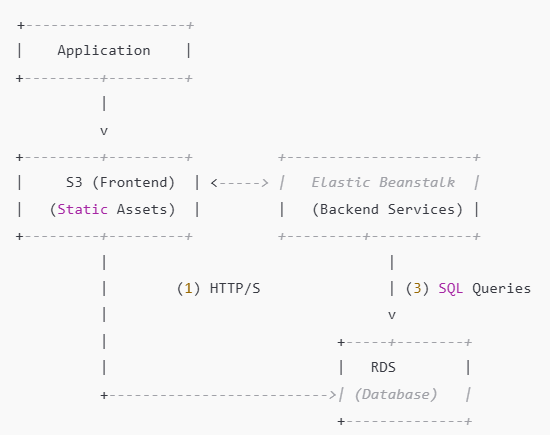 +-------------------+
|    Application    |
+---------+---------+
|
v
+---------+---------+ +----------------------+
| S3 (Frontend) | <-----> | Elastic Beanstalk |
| (Static Assets) | | (Backend Services) |
+---------+---------+ +---------+------------+
| |
| (1) HTTP/S | (3) SQL Queries
| v
| +-----+--------+
| | RDS |
+--------------------------->| (Database) |
+--------------+